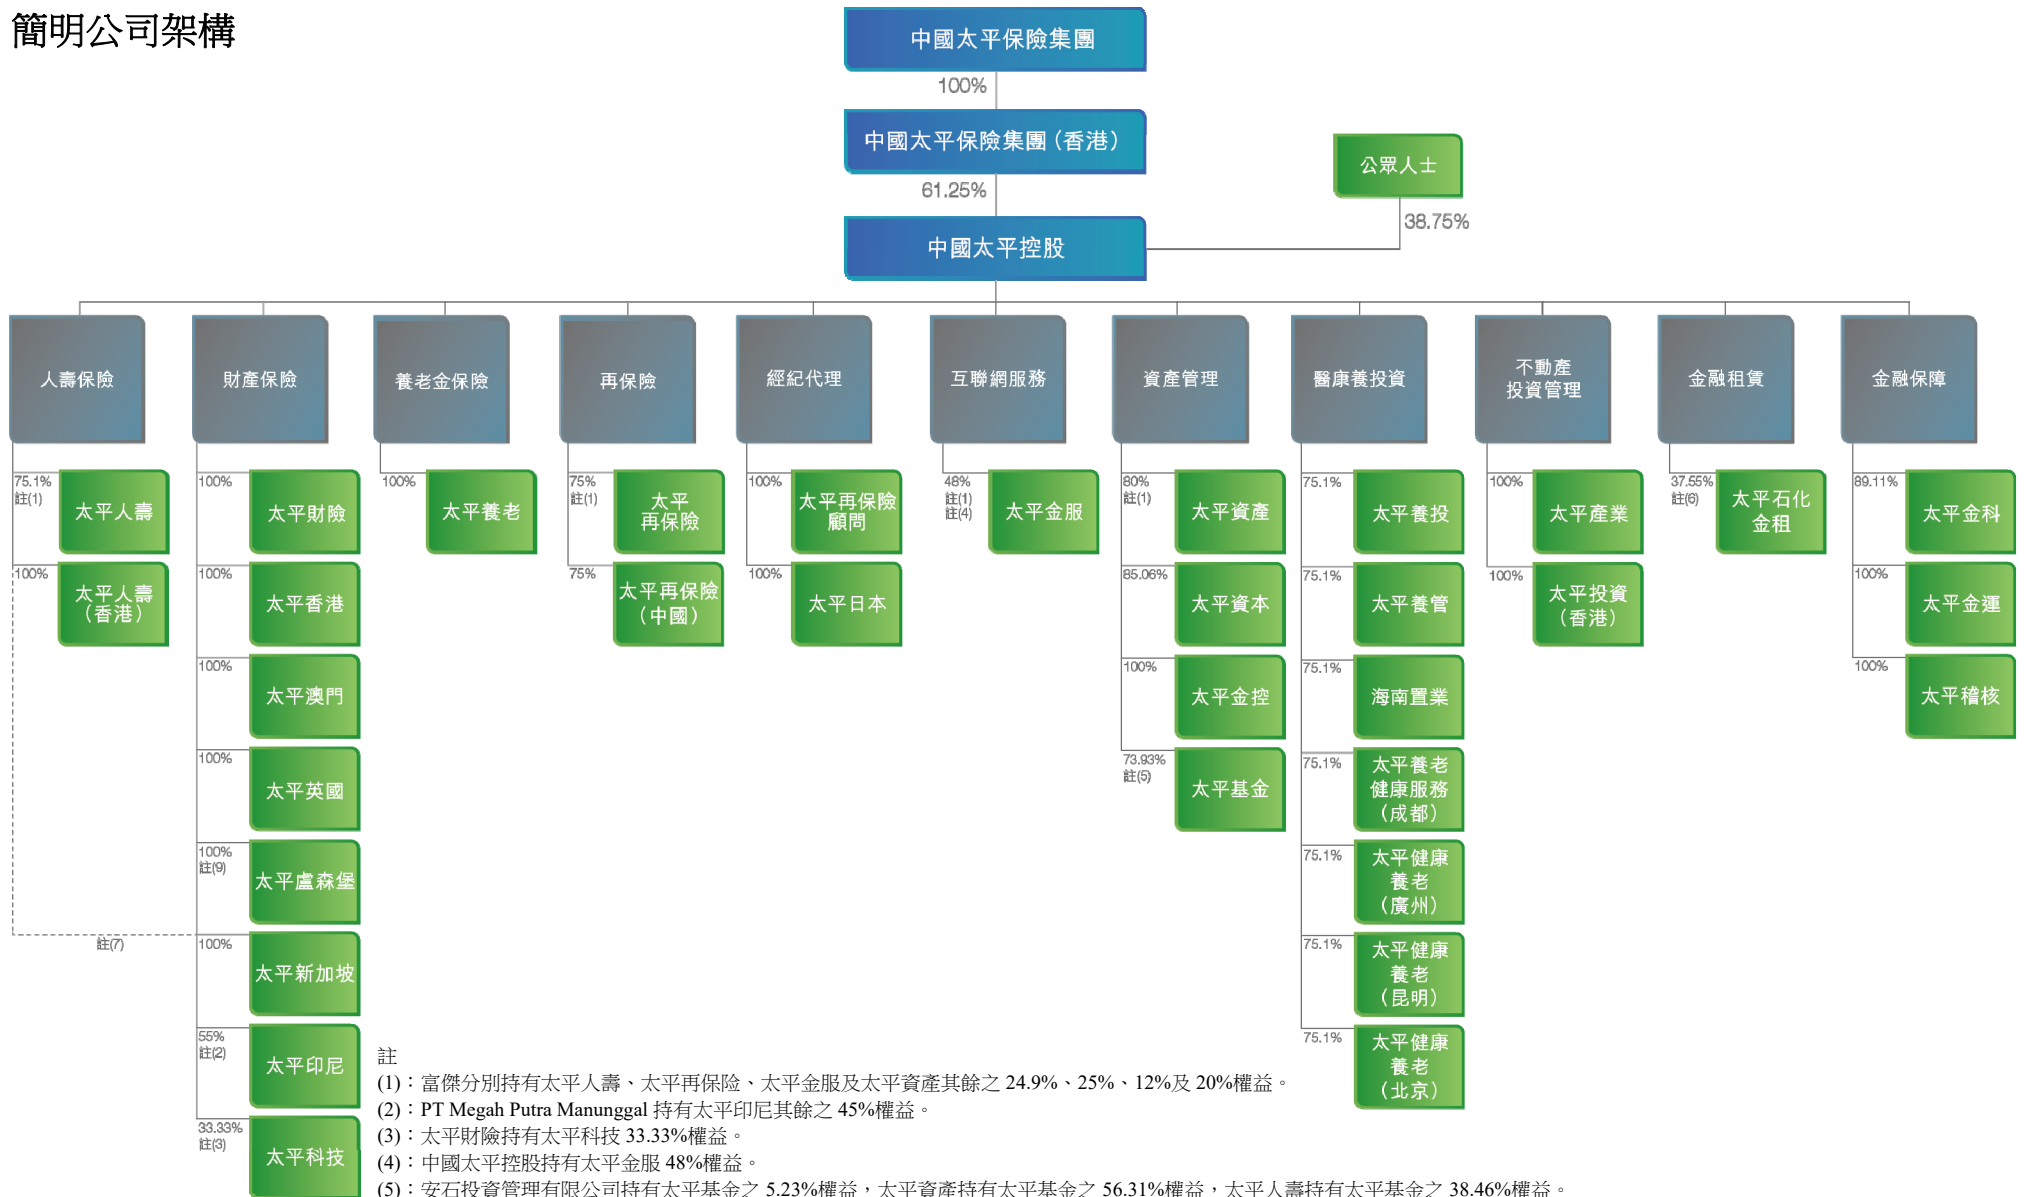 簡明公司架構
中國太平保險集團
100%
中國太平保險集團（香港）
61.25%
公眾人士
38.75%
中國太平控股
人壽保險
財產保險
養老金保險
再保險
經紀代理
互聯網服務
資產管理
醫康養投資
不動產
投資管理
金融租賃
金融保障
75.1%
註(1)
太平人壽
100%
太平人壽
（香港）
註(7)
100%
太平財險
100%
太平香港
100%
太平澳門
100%
太平英國
100%
註(9)
太平盧森堡
100%
太平新加坡
55%
註(2)
太平印尼
33.33%
註(3)
太平科技
100%
太平養老
75%
註(1)
太平
再保險
75%
太平再保險
（中國）
100%
太平再保險
顧問
100%
太平日本
48%
註(1)
註(4)
太平金服
80%
註(1)
太平資產
85.06%
太平資本
100%
太平金控
73.93%
註(5)
太平基金
75.1%
太平養投
75.1%
太平養管
75.1%
海南置業
75.1%
太平養老
健康服務
（成都）
75.1%
太平健康
養老
（廣州）
75.1%
太平健康
養老
（昆明）
75.1%
太平健康
養老
（北京）
100%
太平產業
100%
太平投資
（香港）
37.55%
註(6)
太平石化
金租
89.11%
太平金科
100%
太平金運
100%
太平稽核
註
(1)：富傑分別持有太平人壽、太平再保险、太平金服及太平資產其餘之 24.9%、25%、12%及 20%權益。
(2)：PT Megah Putra Manunggal 持有太平印尼其餘之 45%權益。
(3)：太平財險持有太平科技 33.33%權益。
(4)：中國太平控股持有太平金服 48%權益。
(5)：安石投資管理有限公司持有太平基金之 5.23%權益，太平資產持有太平基金之 56.31%權益，太平人壽持有太平基金之 38.46%權益。